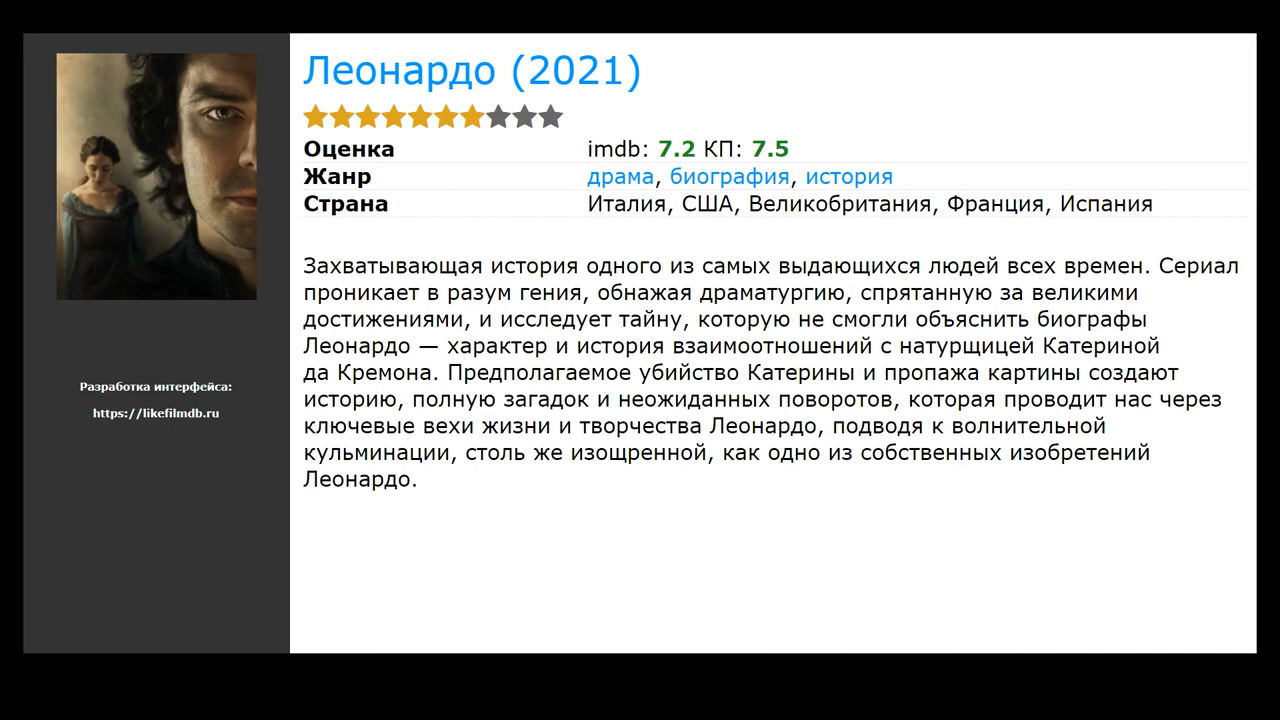 Леонардо (2021)
Оценка imdb: 7.2 КП: 7.5
Жанр драма, биография, история
Страна Италия, США, Великобритания, Франция, Испания
Захватывающая история одного из самых выдающихся людей всех времен. Сериал
проникает в разум гения, обнажая драматургию, спрятанную за великими
достижениями, и исследует тайну, которую не смогли объяснить биографы
Леонардо — характер и история взаимоотношений с натурщицей Катериной
да Кремона. Предполагаемое убийство Катерины и пропажа картины создают
историю, полную загадок и неожиданных поворотов, которая проводит нас через
ключевые вехи жизни и творчества Леонардо, подводя к волнительной
кульминации, столь же изощренной, как одно из собственных изобретений
Леонардо.
Разработка интерфейса:
https://likefilmdb.ru